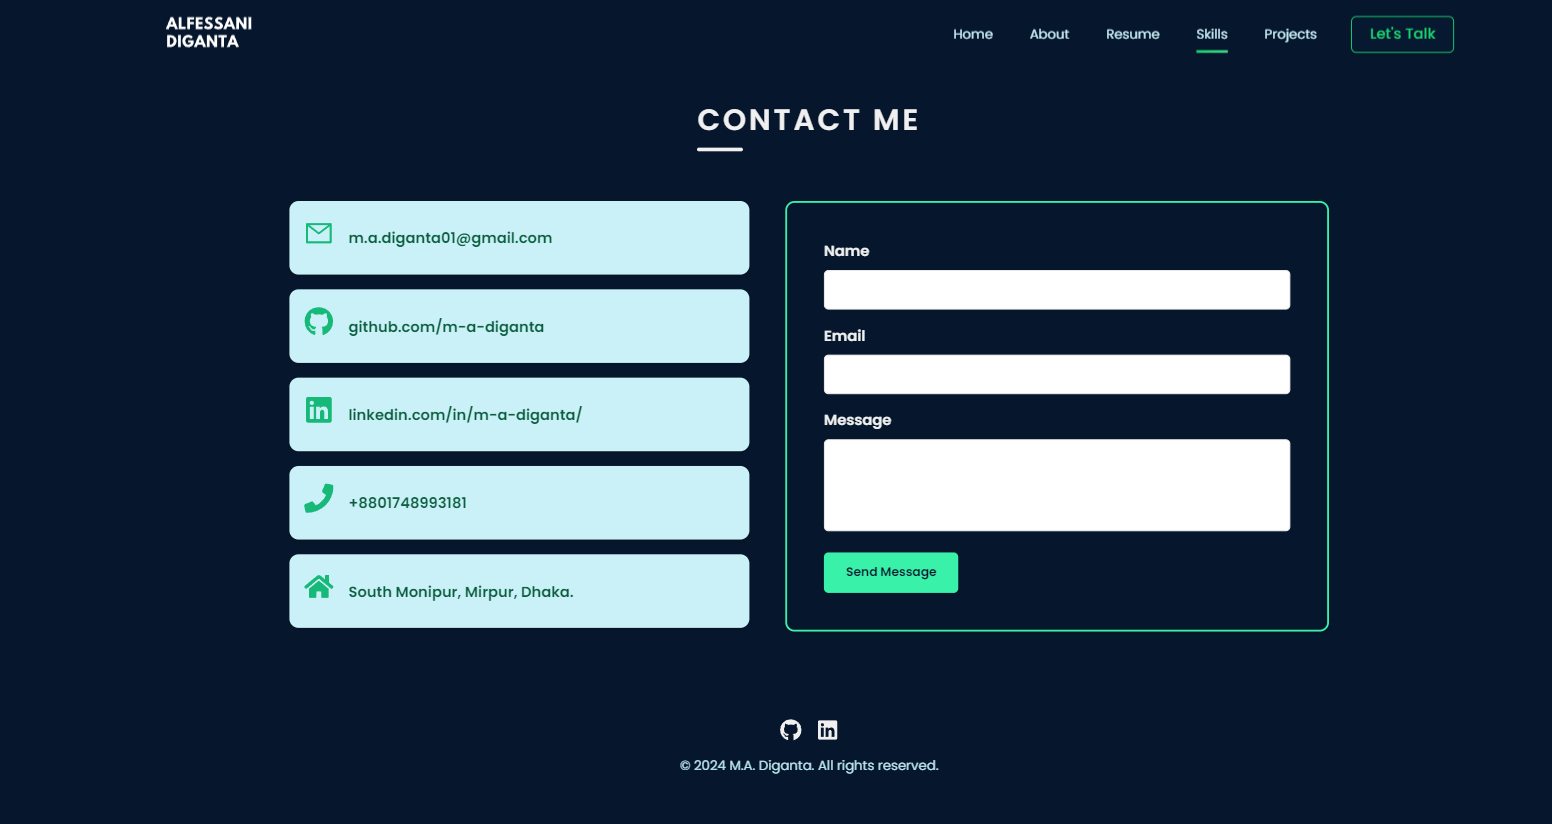 ALFESSANI
DIGANTA
Home
About
Resume
Skills
Projects
Let's Talk
CONTACT ME
m.a.diganta01@gmail.com
github.com/m-a-diganta
linkedin.com/in/m-a-diganta/
+8801748993181
South Monipur, Mirpur, Dhaka.
Name
Email
Message
Send Message
© 2024 M.A. Diganta. All rights reserved.